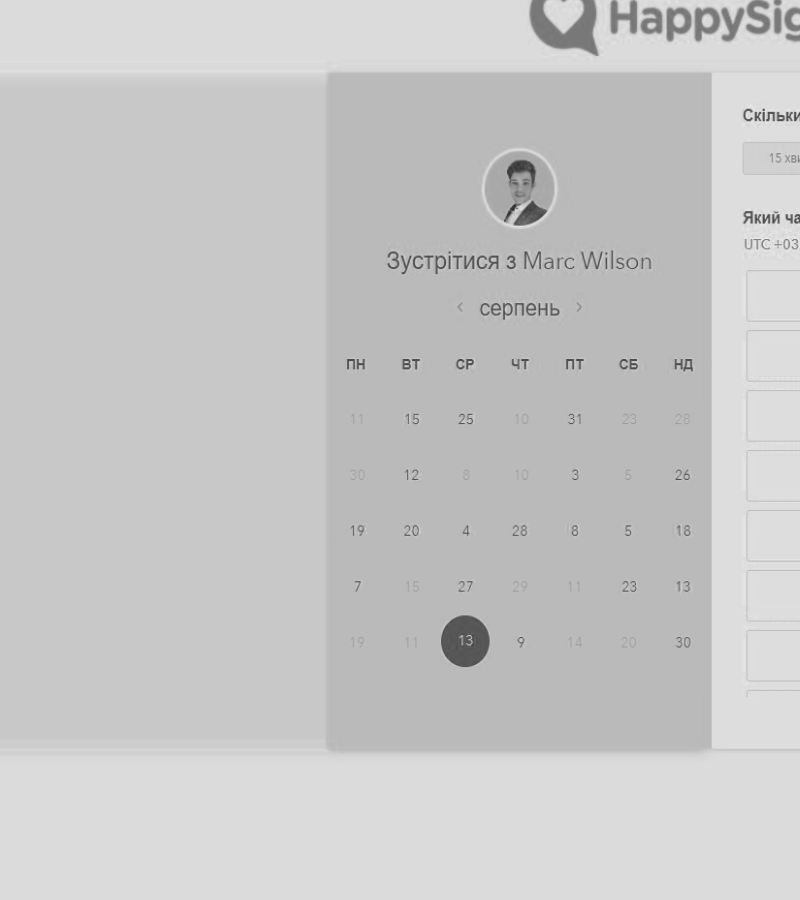 HappySig
Зустрітися з Marc Wilson
‹ серпень ›
ПН ВТ СР ЧТ ПТ СБ НД
11 15 25 10 31 23 28
30 12 8 10 3 5 26
19 20 4 28 8 5 18
7 15 27 29 11 23 13
19 11 13 9 14 20 30
Скільки
15 хви
Який ча
UTC +03